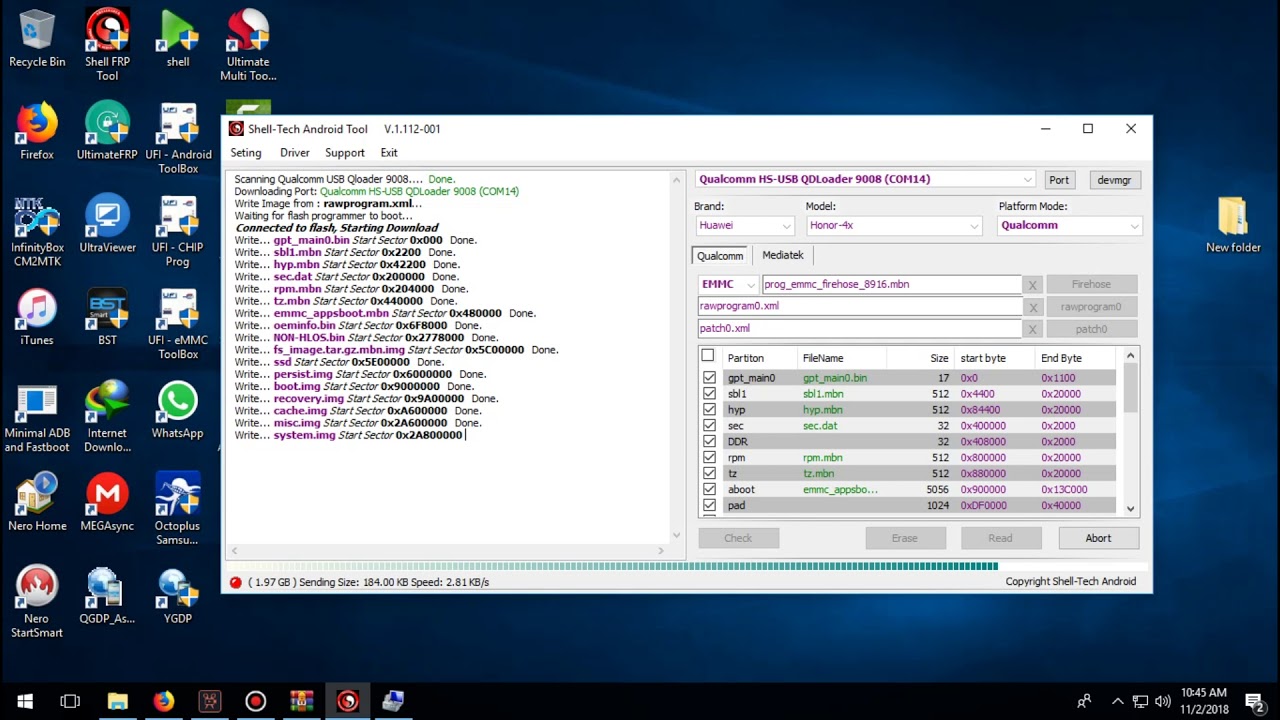 Recycle Bin
Shell FRP
Tool
shell
Ultimate
Multi Too...
Firefox
UltimateFRP
UFI - Android
ToolBox
InfinityBox
CM2MTK
UltraViewer
UFI - CHIP
Prog
iTunes
BST
UFI - eMMC
ToolBox
Minimal ADB
and Fastboot
Internet
Downlo...
WhatsApp
Nero Home
MEGAsync
Octoplus
Samsu...
Nero
StartSmart
QGDP_As...
YGDP
New folder
Shell-Tech Android Tool V.1.112-001
Seting Driver Support Exit
Scanning Qualcomm USB Qloader 9008.... Done.
Downloading Port: Qualcomm HS-USB QDLoader 9008 (COM14)
Write Image from : rawprogram.xml...
Waiting for flash programmer to boot...
Connected to flash, Starting Download
Write... gpt_main0.bin Start Sector 0x000 Done.
Write... sbl1.mbn Start Sector 0x2200 Done.
Write... hyp.mbn Start Sector 0x42200 Done.
Write... sec.dat Start Sector 0x200000 Done.
Write... rpm.mbn Start Sector 0x204000 Done.
Write... tz.mbn Start Sector 0x440000 Done.
Write... emmc_appsboot.mbn Start Sector 0x480000 Done.
Write... oeminfo.bin Start Sector 0x6F8000 Done.
Write... NON-HLOS.bin Start Sector 0x2778000 Done.
Write... fs_image.tar.gz.mbn.img Start Sector 0x5C00000 Done.
Write... ssd Start Sector 0x5E00000 Done.
Write... persist.img Start Sector 0x6000000 Done.
Write... boot.img Start Sector 0x9000000 Done.
Write... recovery.img Start Sector 0x9A00000 Done.
Write... cache.img Start Sector 0xA600000 Done.
Write... misc.img Start Sector 0x2A600000 Done.
Write... system.img Start Sector 0x2A800000
Qualcomm HS-USB QDLoader 9008 (COM14) Port devmgr
Brand: Model: Platform Mode:
Huawei Honor-4x Qualcomm
Qualcomm Mediatek
EMMC prog_emmc_firehose_8916.mbn X Firehose
rawprogram0.xml X rawprogram0
patch0.xml X patch0
Partiton FileName Size start byte End Byte
gpt_main0 gpt_main0.bin 17 0x0 0x1100
sbl1 sbl1.mbn 512 0x4400 0x20000
hyp hyp.mbn 512 0x84400 0x20000
sec sec.dat 32 0x400000 0x2000
DDR 32 0x408000 0x2000
rpm rpm.mbn 512 0x800000 0x20000
tz tz.mbn 512 0x880000 0x20000
aboot emmc_appsbo... 5056 0x900000 0x13C000
pad 1024 0xDF0000 0x40000
Check Erase Read Abort
( 1.97 GB ) Sending Size: 184.00 KB Speed: 2.81 KB/s
Copyright Shell-Tech Android
10:45 AM
11/2/2018
2